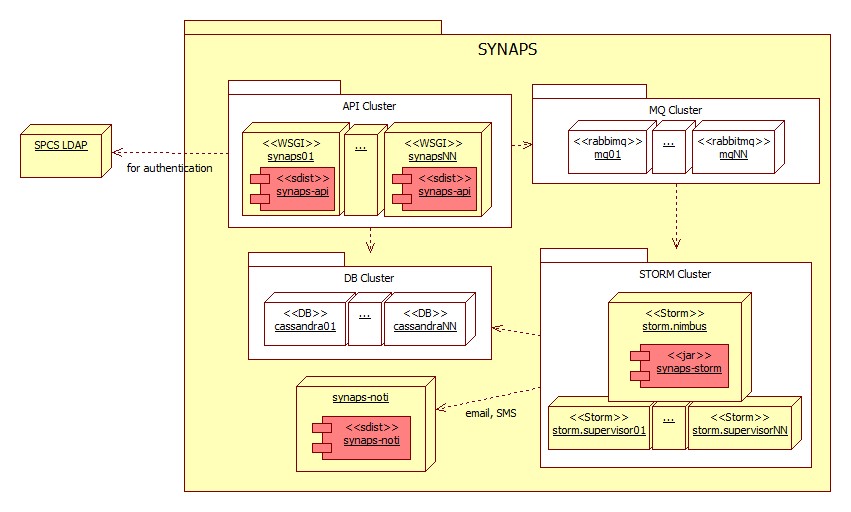 SYNAPS
API Cluster
<<WSGI>>
synaps01
<<sdist>>
synaps-api
...
<<WSGI>>
synapsNN
<<sdist>>
synaps-api
MQ Cluster
<<rabbimq>>
mq01
...
<<rabbitmq>>
mqNN
SPCS LDAP
for authentication
DB Cluster
<<DB>>
cassandra01
...
<<DB>>
cassandraNN
STORM Cluster
<<Storm>>
storm.nimbus
<<jar>>
synaps-storm
<<Storm>>
storm.supervisor01
...
<<Storm>>
storm.supervisorNN
synaps-noti
<<sdist>>
synaps-noti
email, SMS